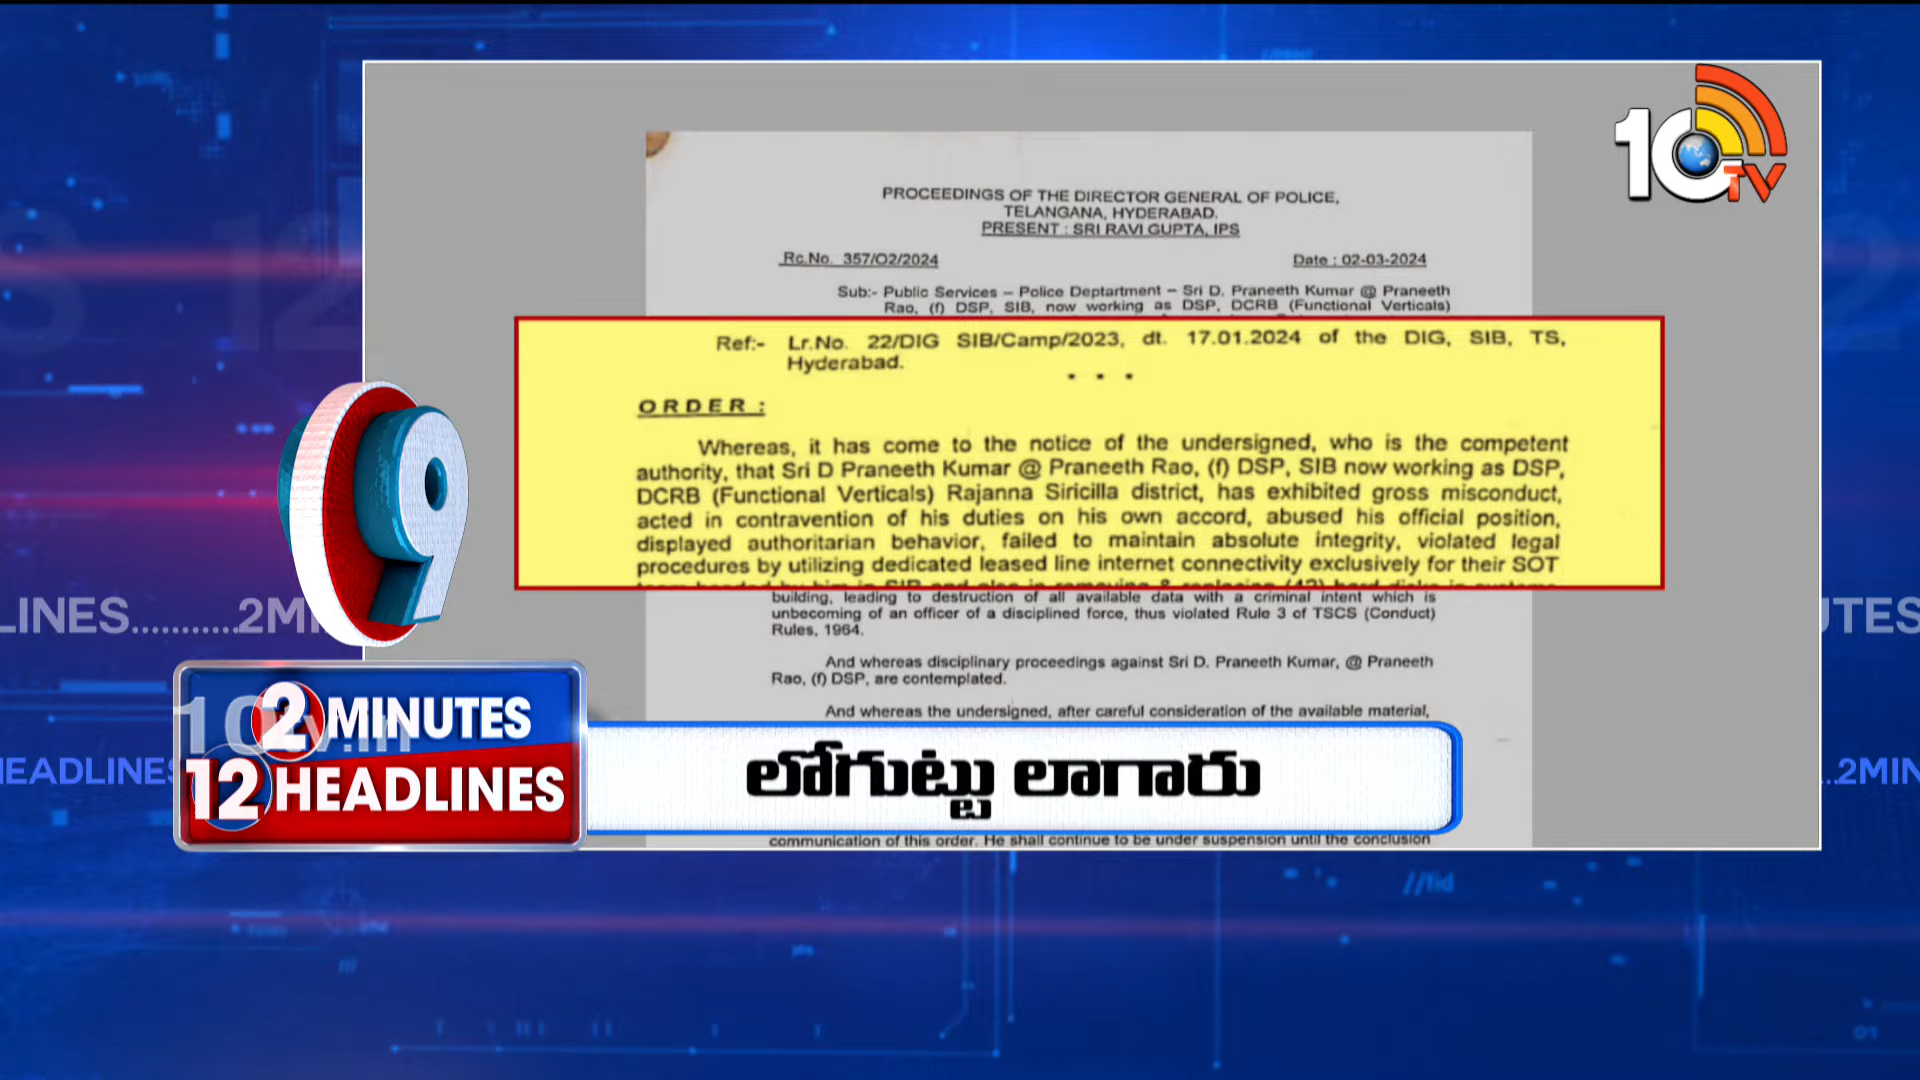 10TV
PROCEEDINGS OF THE DIRECTOR GENERAL OF POLICE,
TELANGANA, HYDERABAD.
PRESENT : SRI RAVI GUPTA, IPS
Rc.No. 357/O2/2024 Date : 02-03-2024
Sub:- Public Services – Police Deptartment – Sri D. Praneeth Kumar @ Praneeth
Rao, (f) DSP, SIB, now working as DSP, DCRB (Functional Verticals)
Ref:- Lr.No. 22/DIG SIB/Camp/2023, dt. 17.01.2024 of the DIG, SIB, TS,
Hyderabad.
ORDER :
Whereas, it has come to the notice of the undersigned, who is the competent
authority, that Sri D Praneeth Kumar @ Praneeth Rao, (f) DSP, SIB now working as DSP,
DCRB (Functional Verticals) Rajanna Siricilla district, has exhibited gross misconduct,
acted in contravention of his duties on his own accord, abused his official position,
displayed authoritarian behavior, failed to maintain absolute integrity, violated legal
procedures by utilizing dedicated leased line internet connectivity exclusively for their SOT
building, leading to destruction of all available data with a criminal intent which is
unbecoming of an officer of a disciplined force, thus violated Rule 3 of TSCS (Conduct)
Rules, 1964.
And whereas disciplinary proceedings against Sri D. Praneeth Kumar, @ Praneeth
Rao, (f) DSP, are contemplated.
And whereas the undersigned, after careful consideration of the available material,
communication of this order. He shall continue to be under suspension until the conclusion
9
2 MINUTES
12 HEADLINES
10tv.in
లోగుట్టు లాగారు
LINES...........2MI
UTES
HEADLINES
..2MIN